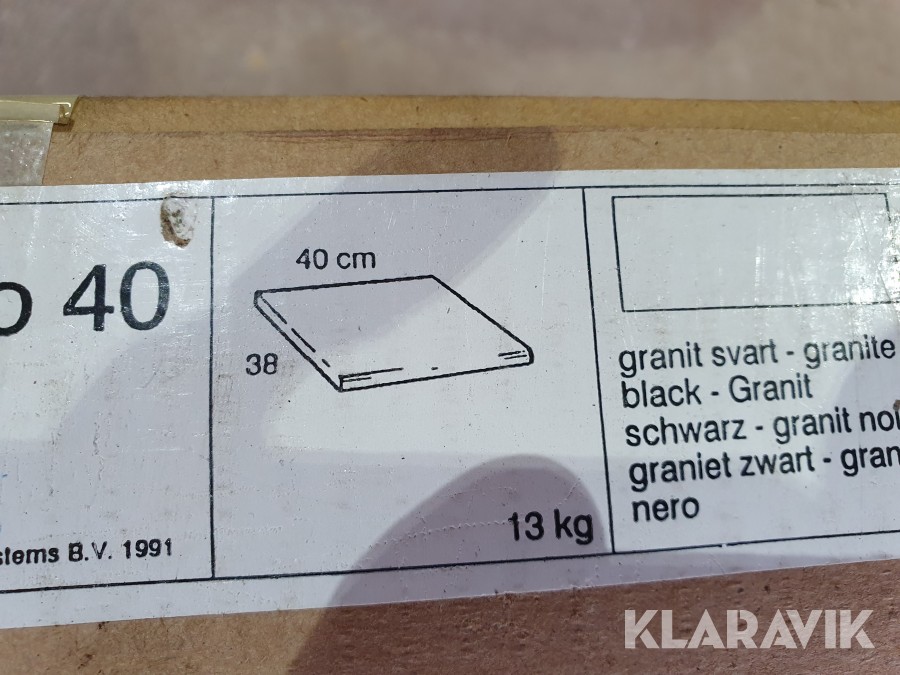 o 40
stems B.V. 1991
40 cm
38
13 kg
granit svart - granite
black - Granit
schwarz - granit noi
graniet zwart - gran
nero
KLARAVIK